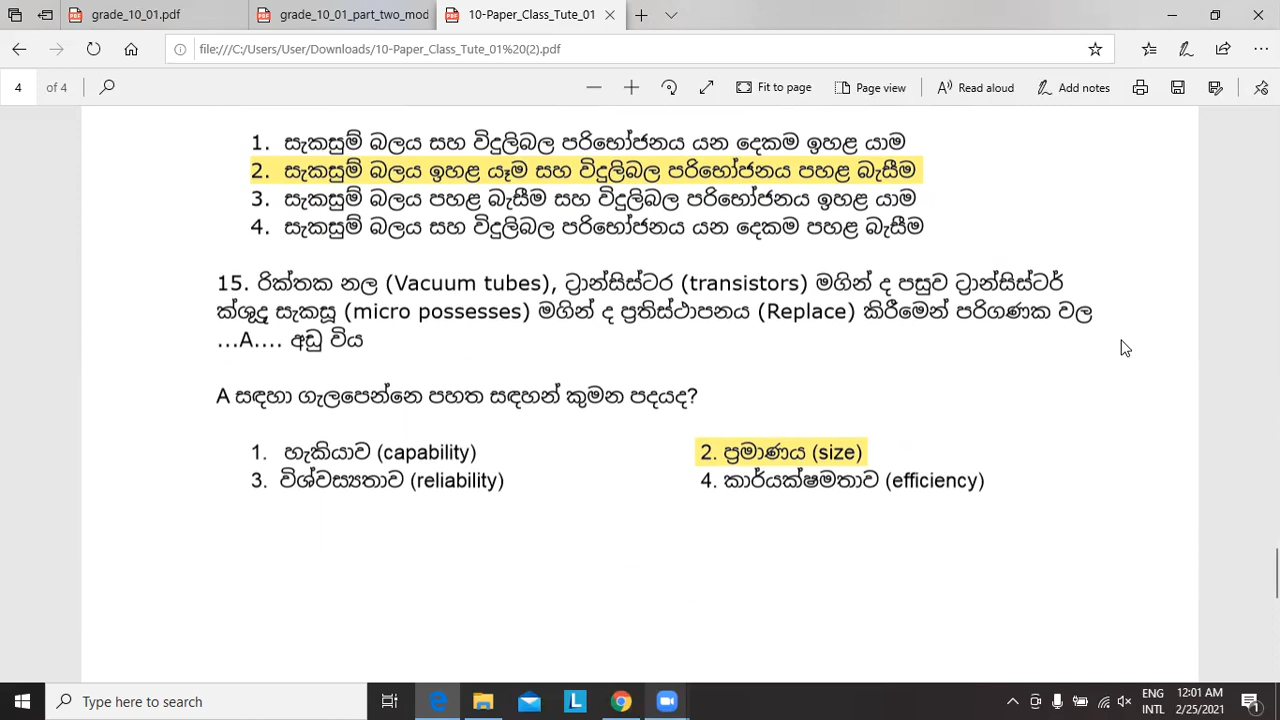 grade_10_01.pdf
grade_10_01_part_two_mod
10-Paper_Class_Tute_01
file:///C:/Users/User/Downloads/10-Paper_Class_Tute_01%20(2).pdf
4 of 4
Fit to page
Page view
Read aloud
Add notes
1. සැකසුම් බලය සහ විදුලිබල පරිභෝජනය යන දෙකම ඉහළ යාම
2. සැකසුම් බලය ඉහළ යෑම සහ විදුලිබල පරිභෝජනය පහළ බැසීම
3. සැකසුම් බලය පහළ බැසීම සහ විදුලිබල පරිභෝජනය ඉහළ යාම
4. සැකසුම් බලය සහ විදුලිබල පරිභෝජනය යන දෙකම පහළ බැසීම
15. රික්තක නල (Vacuum tubes), ට්‍රාන්සිස්ටර (transistors) මගින් ද පසුව ට්‍රාන්සිස්ටර්
ක්ශුද්‍ර සැකසූ (micro possesses) මගින් ද ප්‍රතිස්ථාපනය (Replace) කිරීමෙන් පරිගණක වල
...A.... අඩු විය
A සඳහා ගැලපෙන්නෙ පහත සඳහන් කුමන පදයද?
1. හැකියාව (capability)
2. ප්‍රමාණය (size)
3. විශ්වස්‍යතාව (reliability)
4. කාර්යක්ෂමතාව (efficiency)
Type here to search
ENG
INTL
12:01 AM
2/25/2021